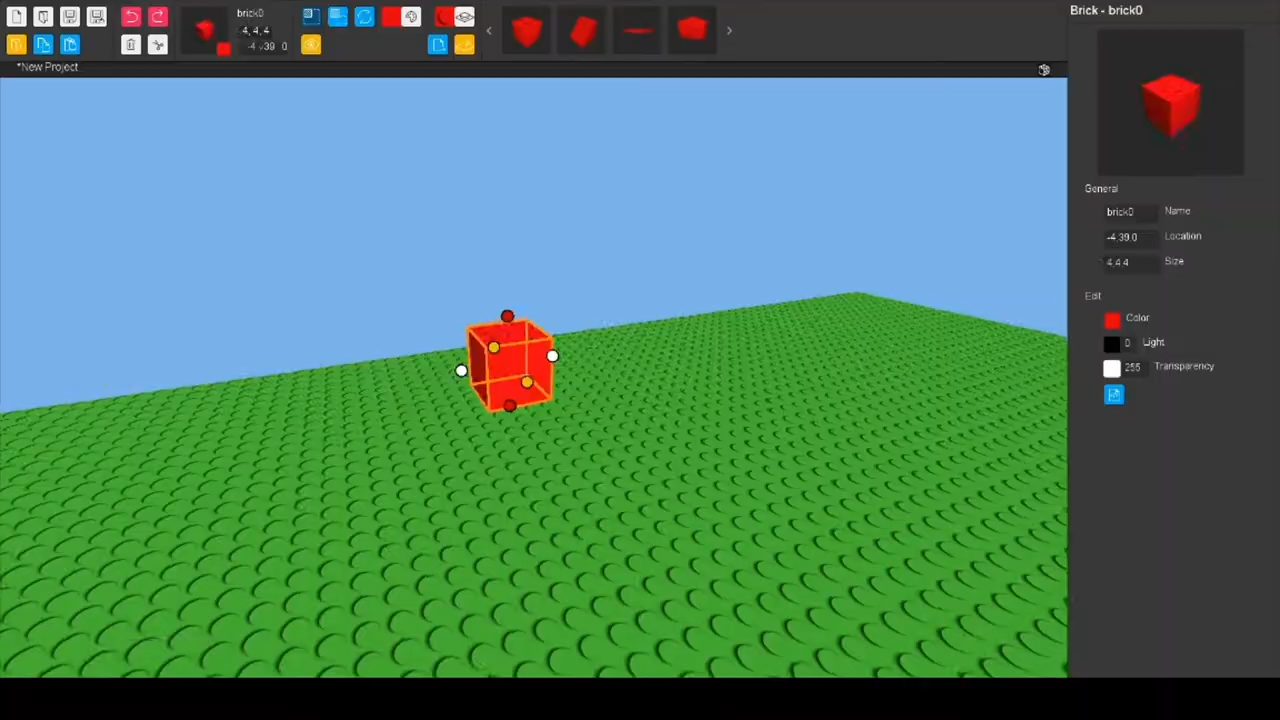 brick0
-4, 4, 4
-4 39 0
*New Project
Brick - brick0
General
brick0 Name
-4,39,0 Location
4,4,4 Size
Edit
Color
0 Light
255 Transparency